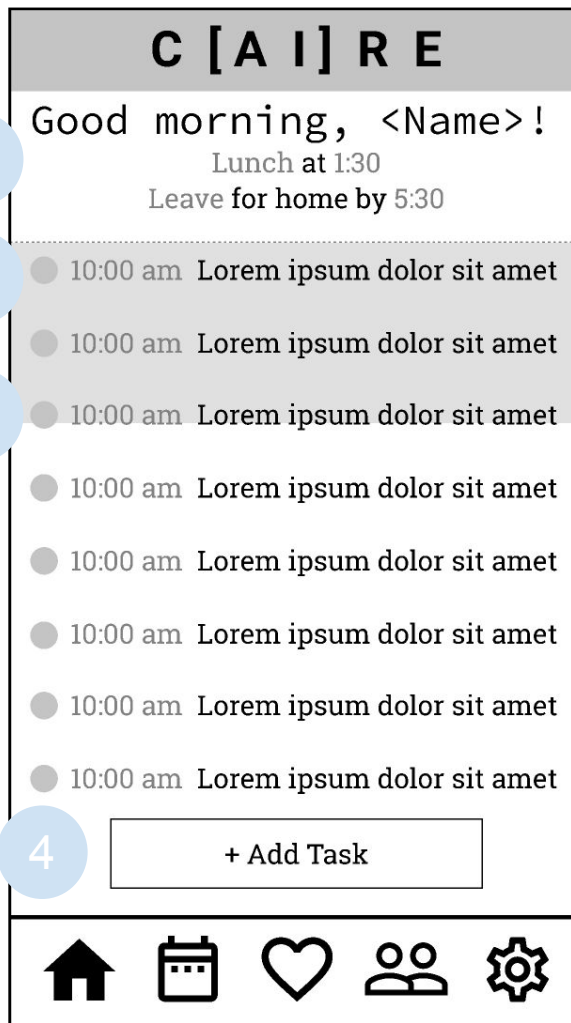 C [A I] R E
Good morning, <Name>!
Lunch at 1:30
Leave for home by 5:30
10:00 am Lorem ipsum dolor sit amet
10:00 am Lorem ipsum dolor sit amet
10:00 am Lorem ipsum dolor sit amet
10:00 am Lorem ipsum dolor sit amet
10:00 am Lorem ipsum dolor sit amet
10:00 am Lorem ipsum dolor sit amet
10:00 am Lorem ipsum dolor sit amet
10:00 am Lorem ipsum dolor sit amet
4
+ Add Task